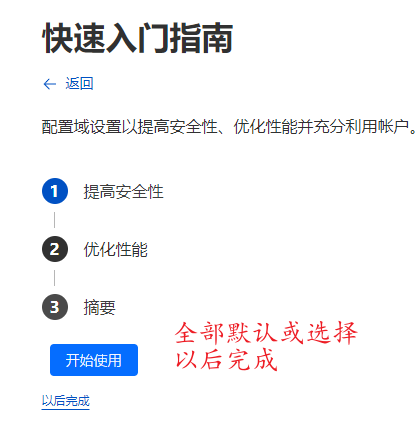 快速入门指南
← 返回
配置域设置以提高安全性、优化性能并充分利用帐户。
1 提高安全性
2 优化性能
3 摘要
全部默认或选择
以后完成
开始使用
以后完成